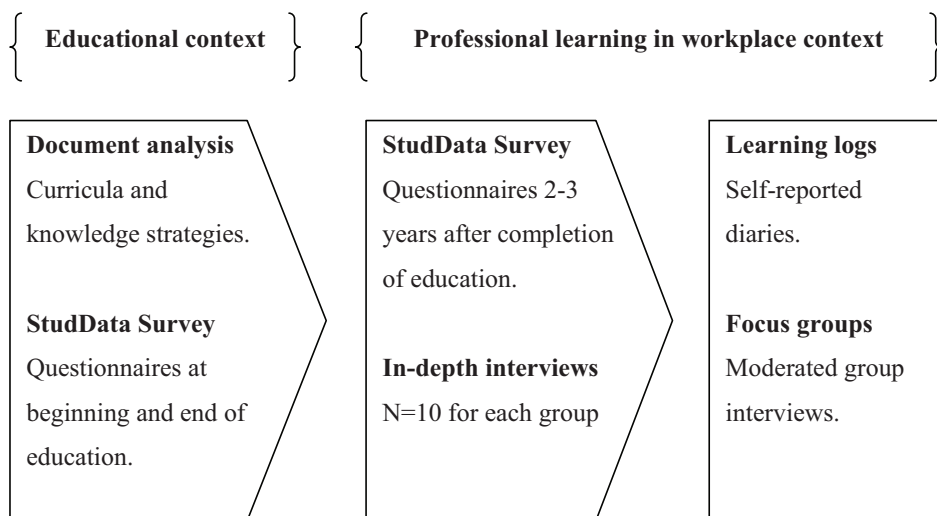 Educational context
Professional learning in workplace context
Document analysis
Curricula and
knowledge strategies.
StudData Survey
Questionnaires at
beginning and end of
education.
StudData Survey
Questionnaires 2-3
years after completion
of education.
In-depth interviews
N=10 for each group
Learning logs
Self-reported
diaries.
Focus groups
Moderated group
interviews.